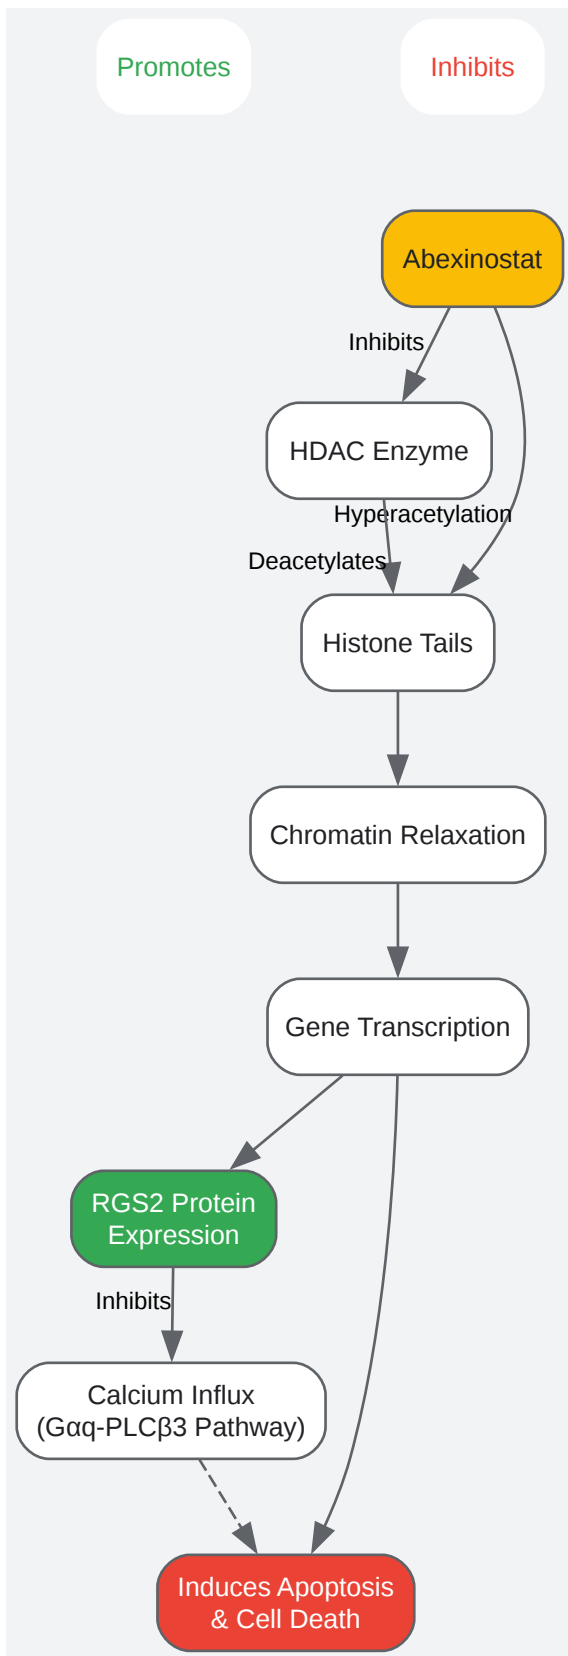 Promotes
Inhibits
Abexinostat
Inhibits
HDAC Enzyme
Hyperacetylation
Deacetylates
Histone Tails
Chromatin Relaxation
Gene Transcription
RGS2 Protein
Expression
Inhibits
Calcium Influx
(Gαq-PLCβ3 Pathway)
Induces Apoptosis
& Cell Death